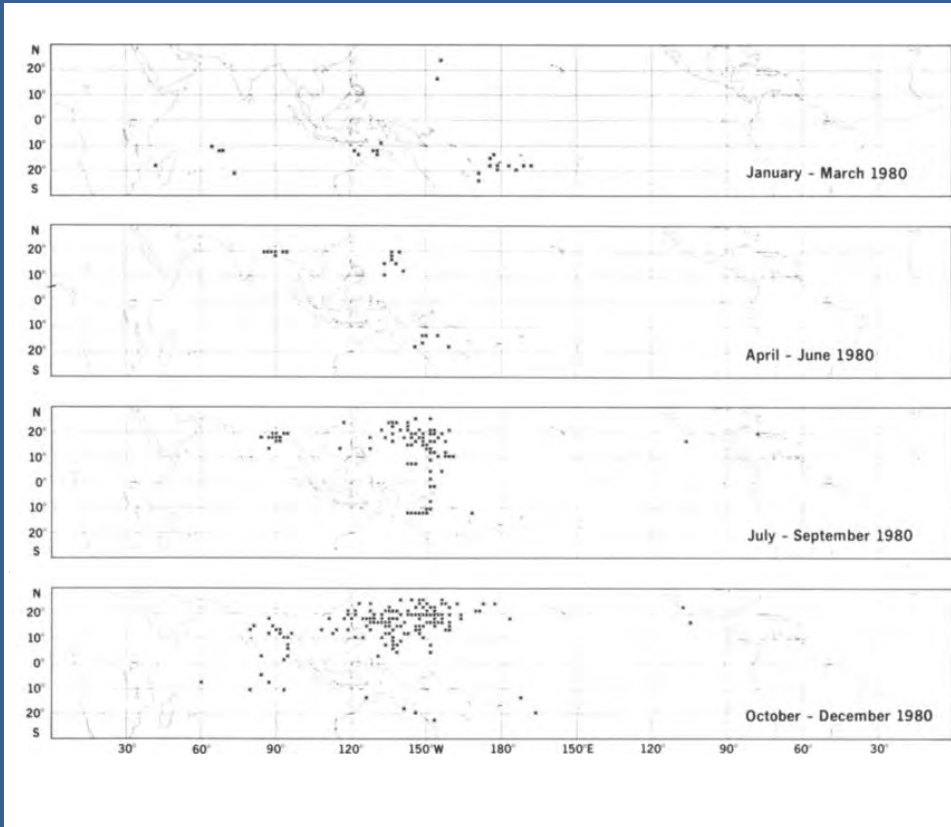 N
20°
10°
0°
10°
20°
S
January - March 1980
N
20°
10°
0°
10°
20°
S
April - June 1980
N
20°
10°
0°
10°
20°
S
July - September 1980
N
20°
10°
0°
10°
20°
S
October - December 1980
30° 60° 90° 120° 150°W 180° 150°E 120° 90° 60° 30°